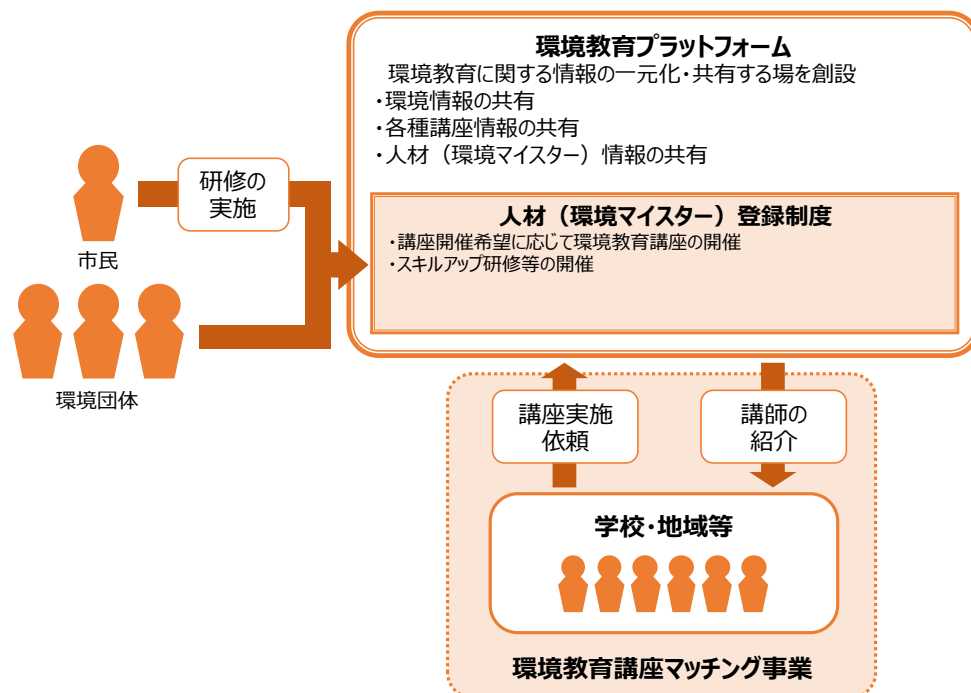 環境教育プラットフォーム
環境教育に関する情報の一元化・共有する場を創設
・環境情報の共有
・各種講座情報の共有
・人材（環境マイスター）情報の共有
研修の
実施
市民
人材（環境マイスター）登録制度
・講座開催希望に応じて環境教育講座の開催
・スキルアップ研修等の開催
環境団体
講座実施
依頼
講師の
紹介
学校・地域等
環境教育講座マッチング事業